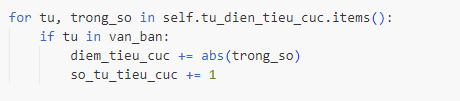 for tu, trong_so in self.tu_dien_tieu_cuc.items():
    if tu in van_ban:
        diem_tieu_cuc += abs(trong_so)
        so_tu_tieu_cuc += 1